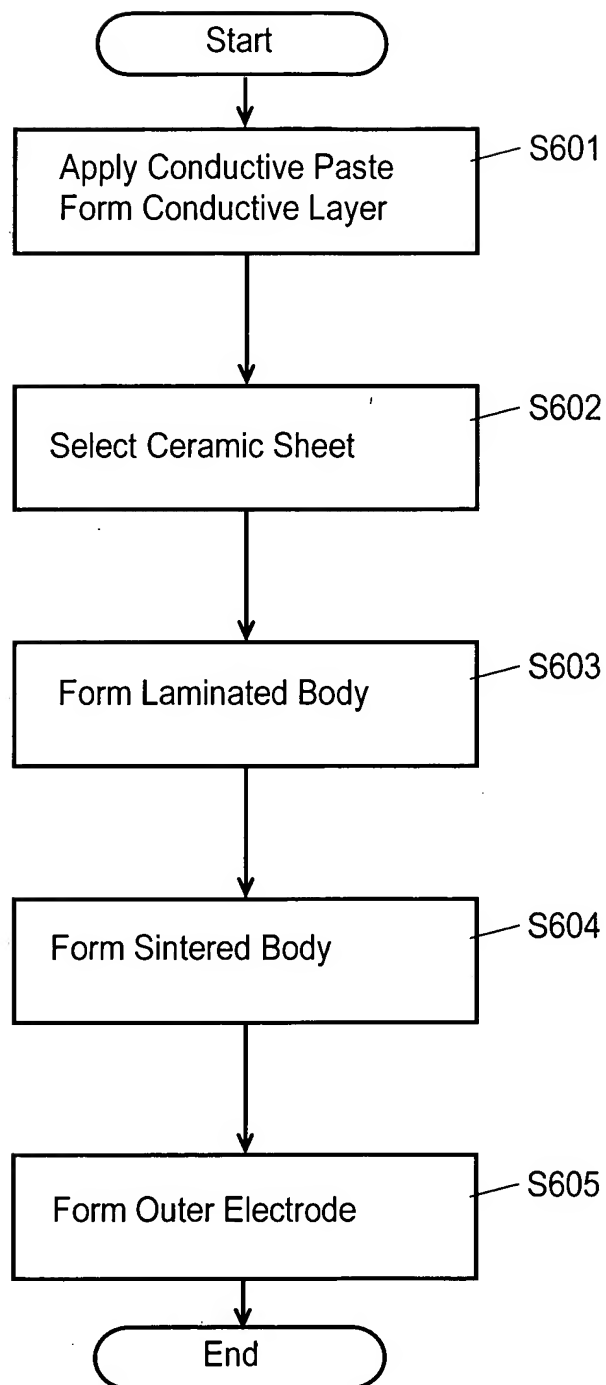 Start
Apply Conductive Paste
Form Conductive Layer
S601
Select Ceramic Sheet
S602
Form Laminated Body
S603
Form Sintered Body
S604
Form Outer Electrode
S605
End